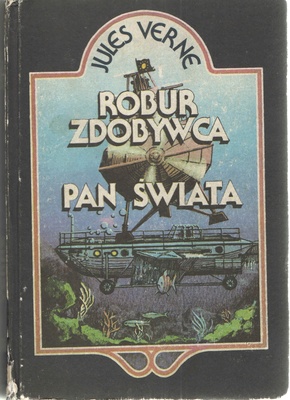 JULES VERNE
ROBUR
ZDOBYWCA
PAN ŚWIATA